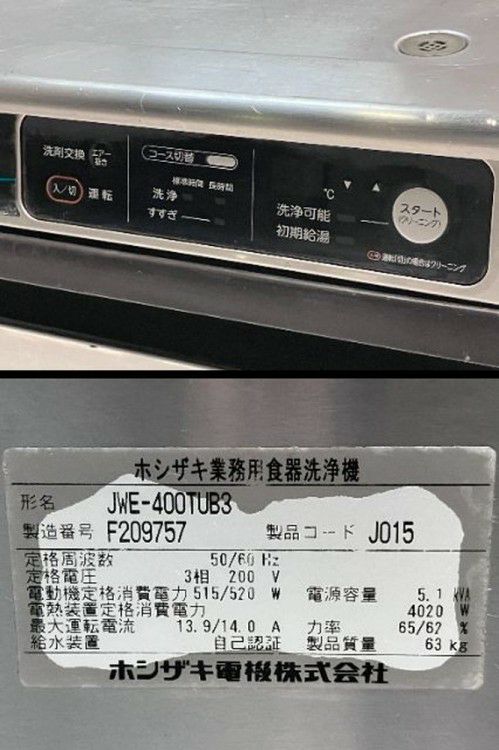 洗剤交換 エアー抜き
入/切 運転
コース切替
標準時間 長時間
洗浄
すすぎ
℃ ▼ ▲
洗浄可能
初期給湯
スタート
(クリーニング)
運転「切」の場合はクリーニング
ホシザキ業務用食器洗浄機
形名 JWE-400TUB3
製造番号 F209757 製品コード J015
定格周波数 50/60 Hz
定格電圧 3相 200 V
電動機定格消費電力 515/520 W 電源容量 5.1 kVA
電熱装置定格消費電力 4020 W
最大運転電流 13.9/14.0 A 力率 65/62 %
給水装置 自己認証 製品質量 63 kg
ホシザキ電機株式会社